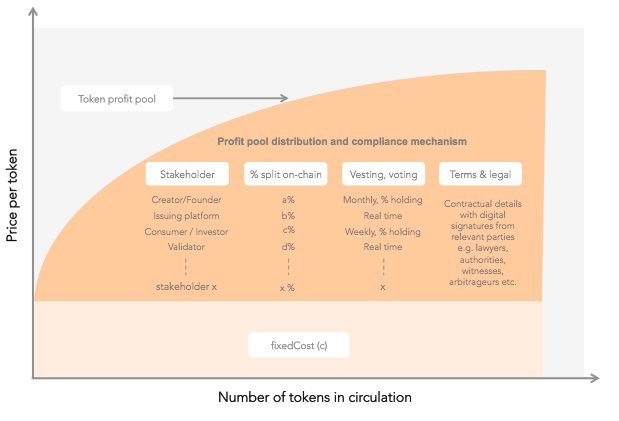 Price per token
Token profit pool
Profit pool distribution and compliance mechanism
Stakeholder
% split on-chain
Vesting, voting
Terms & legal
Creator/Founder
a%
Monthly, % holding
Issuing platform
b%
Real time
Consumer / Investor
c%
Weekly, % holding
Validator
d%
Real time
stakeholder x
x %
x
Contractual details
with digital
signatures from
relevant parties
e.g. lawyers,
authorities,
witnesses,
arbitrageurs etc.
fixedCost (c)
Number of tokens in circulation